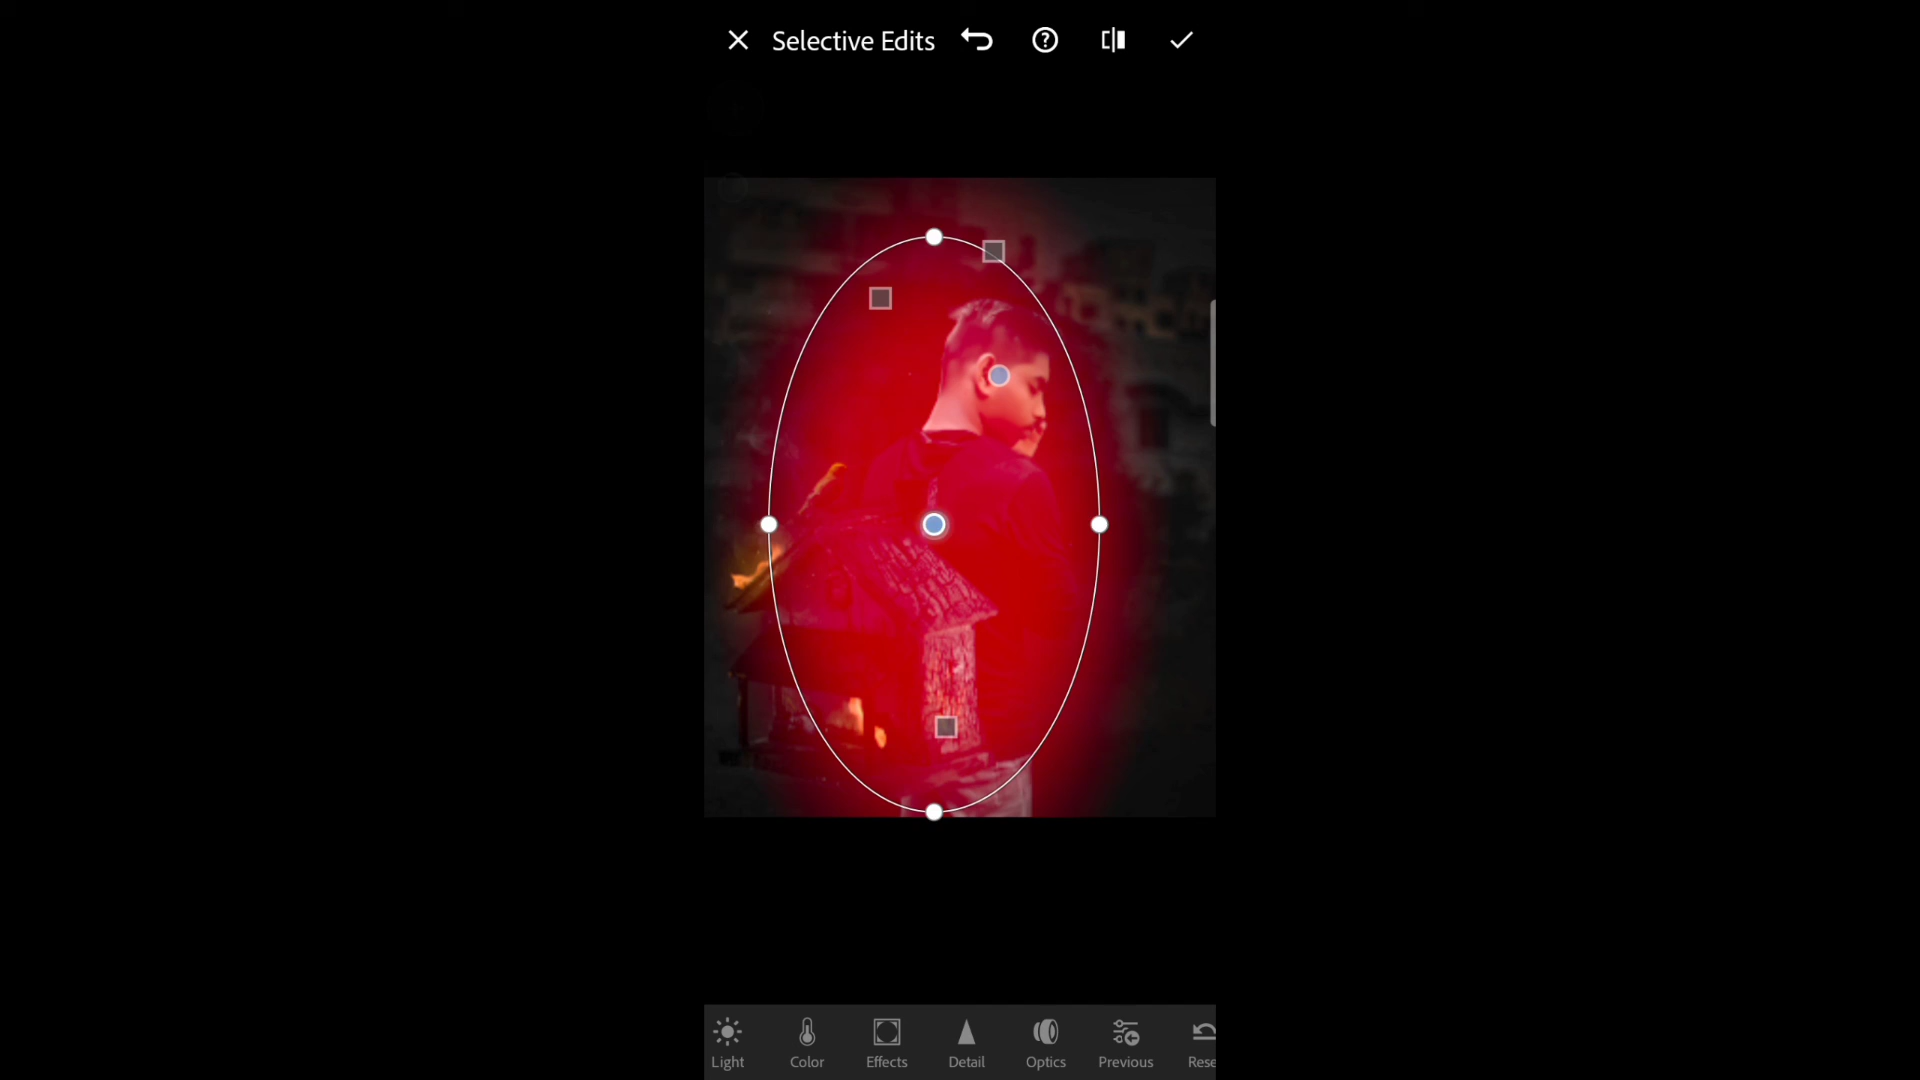 Selective Edits
Light
Color
Effects
Detail
Optics
Previous
Rese